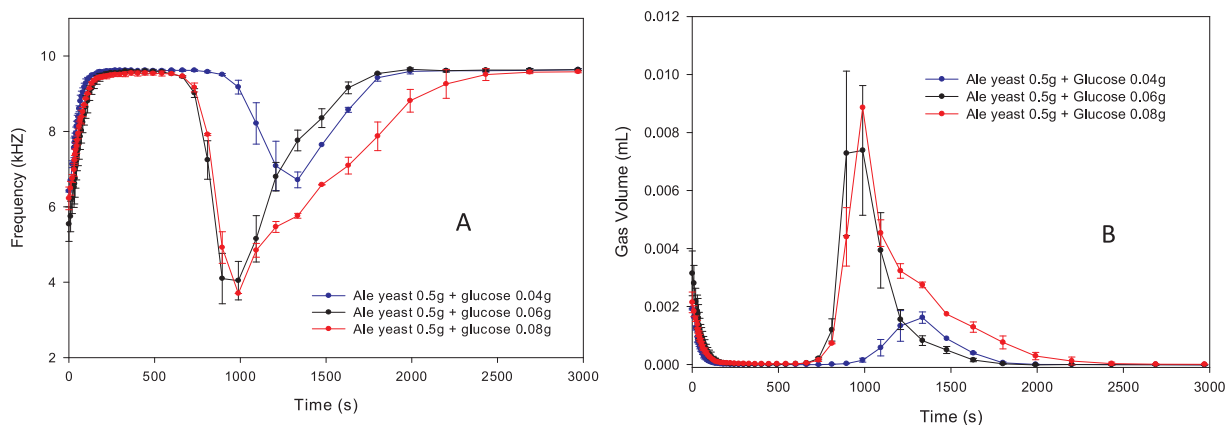 10
8
6
4
2
Frequency (kHZ)
A
Ale yeast 0.5g + glucose 0.04g
Ale yeast 0.5g + glucose 0.06g
Ale yeast 0.5g + glucose 0.08g
0 500 1000 1500 2000 2500 3000
Time (s)
0.012
0.010
0.008
0.006
0.004
0.002
0.000
Gas Volume (mL)
Ale yeast 0.5g + Glucose 0.04g
Ale yeast 0.5g + Glucose 0.06g
Ale yeast 0.5g + Glucose 0.08g
B
0 500 1000 1500 2000 2500 3000
Time (s)